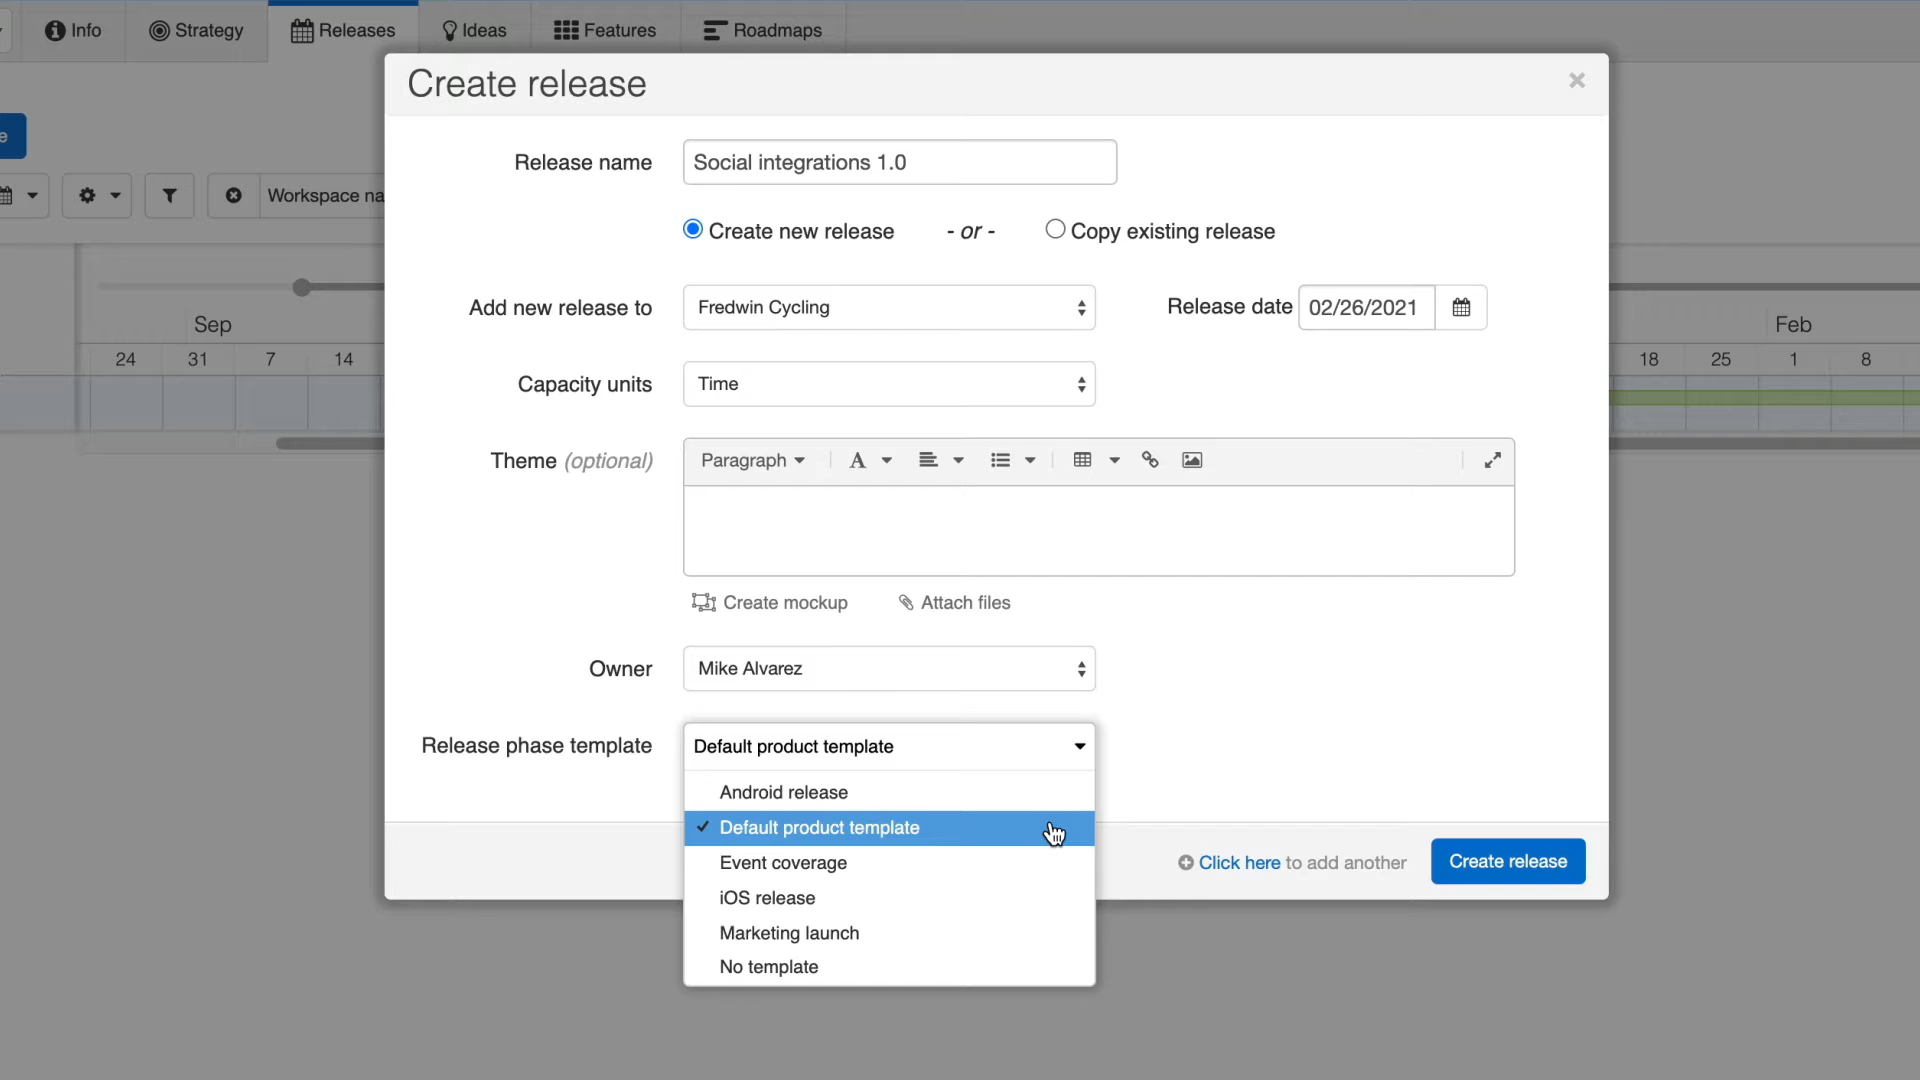 Info Strategy Releases Ideas Features Roadmaps
Create release
e
Release name Social integrations 1.0
Workspace na
Create new release - or - Copy existing release
Add new release to Fredwin Cycling Release date 02/26/2021
Sep Feb
24 31 7 14 18 25 1 8
Capacity units Time
Theme (optional) Paragraph A
Create mockup Attach files
Owner Mike Alvarez
Release phase template Default product template
Android release
Default product template
Event coverage
Click here to add another Create release
iOS release
Marketing launch
No template